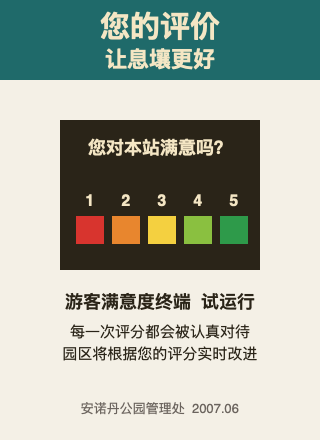 您的评价
让息壤更好
您对本站满意吗？
1 2 3 4 5
游客满意度终端 试运行
每一次评分都会被认真对待
园区将根据您的评分实时改进
安诺丹公园管理处 2007.06